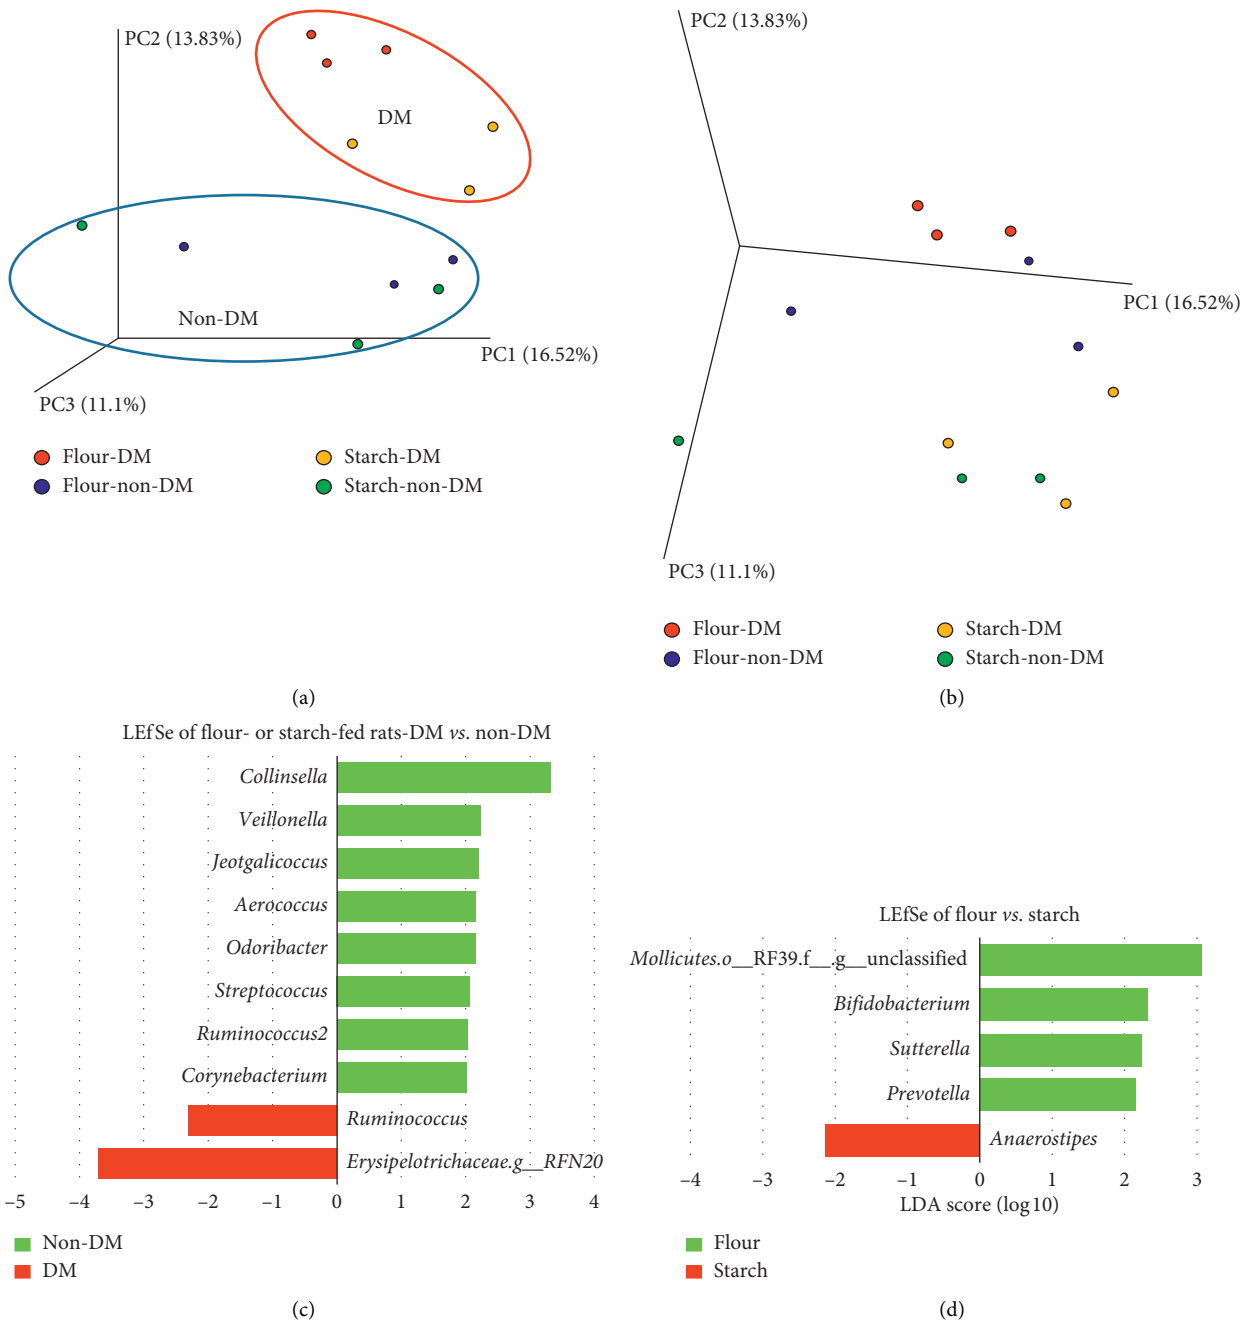 PC2 (13.83%)
DM
Non-DM
PC1 (16.52%)
PC3 (11.1%)
Flour-DM
Starch-DM
Flour-non-DM
Starch-non-DM
(a)
PC2 (13.83%)
PC1 (16.52%)
PC3 (11.1%)
Flour-DM
Starch-DM
Flour-non-DM
Starch-non-DM
(b)
LEfSe of flour- or starch-fed rats-DM vs. non-DM
Collinsella
Veillonella
Jeotgalicoccus
Aerococcus
Odoribacter
Streptococcus
Ruminococcus2
Corynebacterium
Ruminococcus
Erysipelotrichaceae.g__RFN20
–5 –4 –3 –2 –1 0 1 2 3 4
Non-DM
DM
(c)
LEfSe of flour vs. starch
Mollicutes.o__RF39.f__.g__unclassified
Bifidobacterium
Sutterella
Prevotella
Anaerostipes
–4 –3 –2 –1 0 1 2 3
LDA score (log10)
Flour
Starch
(d)